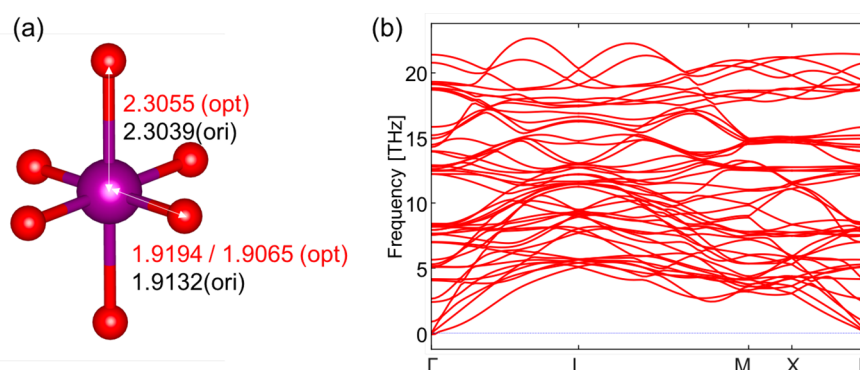 (a)
2.3055 (opt)
2.3039(ori)
1.9194 / 1.9065 (opt)
1.9132(ori)
(b)
Frequency [THz]
20
15
10
5
0
M
X